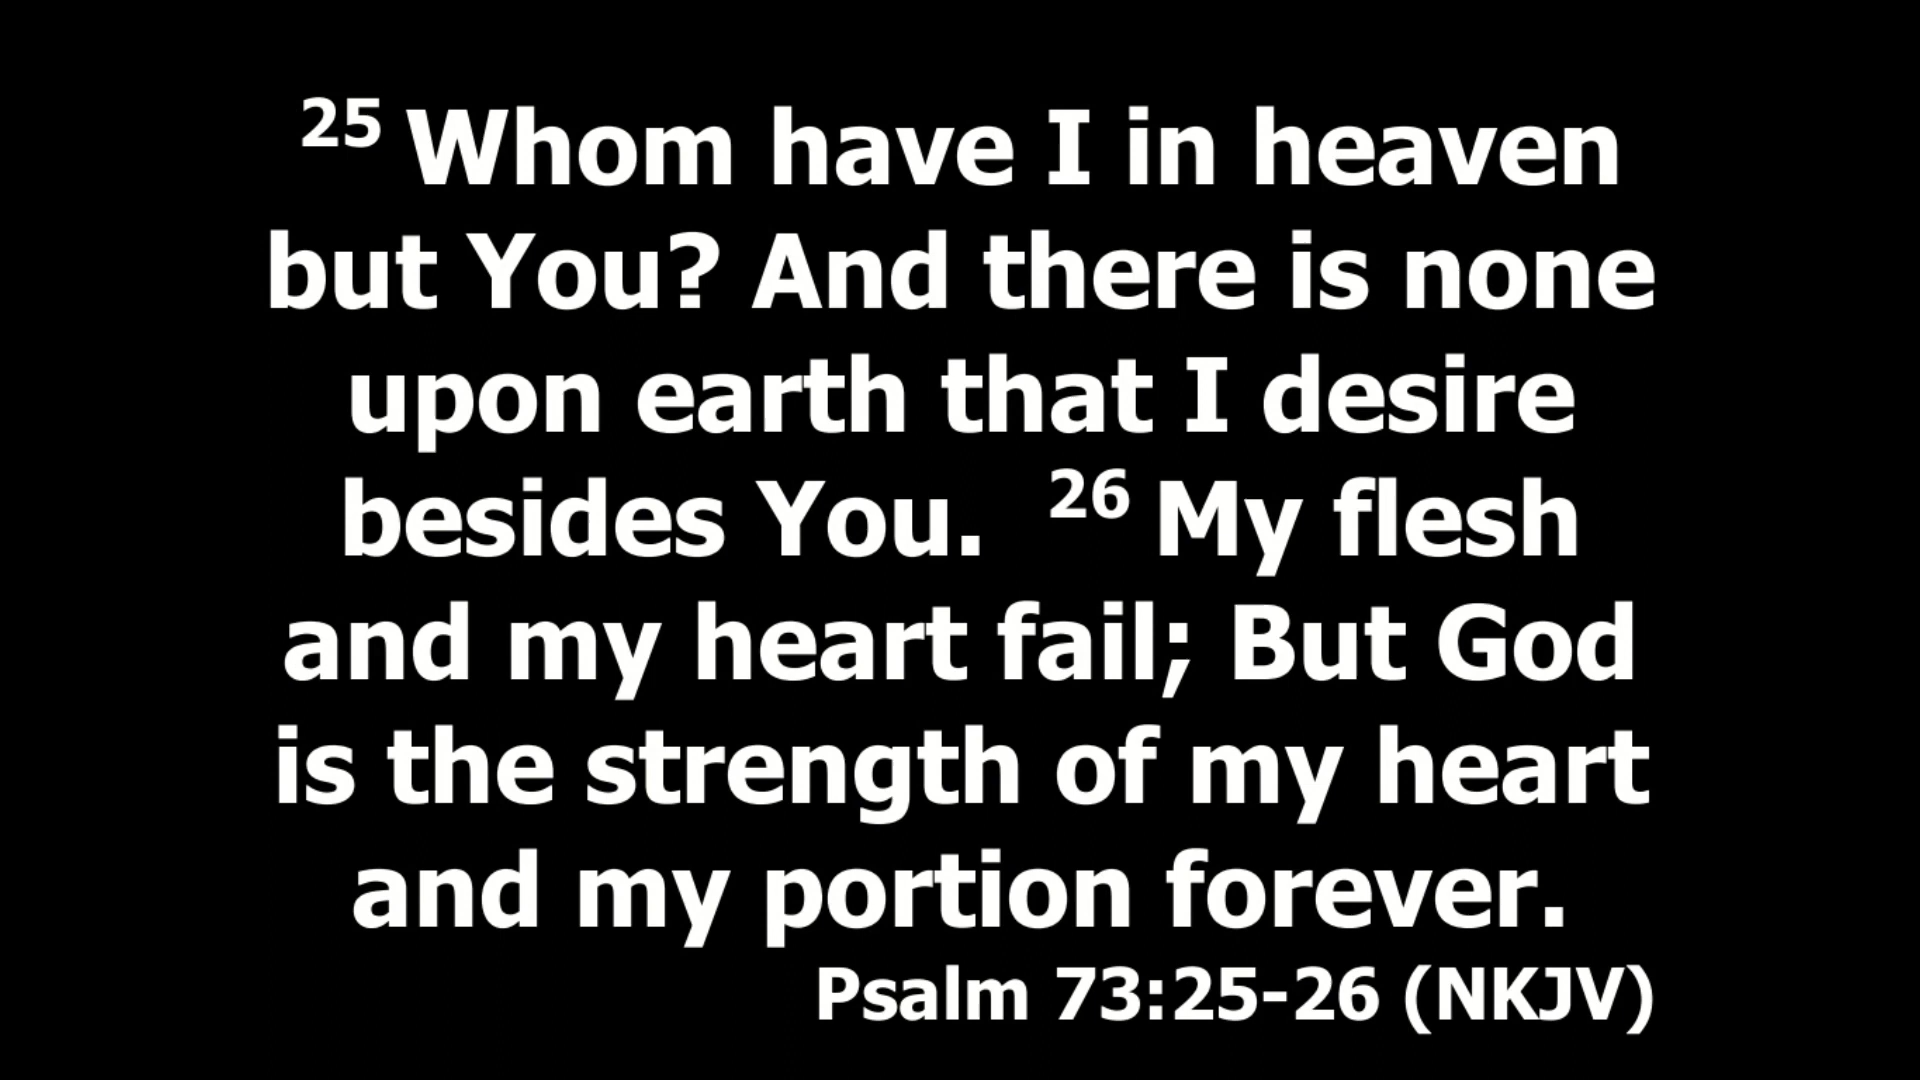 25 Whom have I in heaven
but You? And there is none
upon earth that I desire
besides You. 26 My flesh
and my heart fail; But God
is the strength of my heart
and my portion forever.
Psalm 73:25-26 (NKJV)